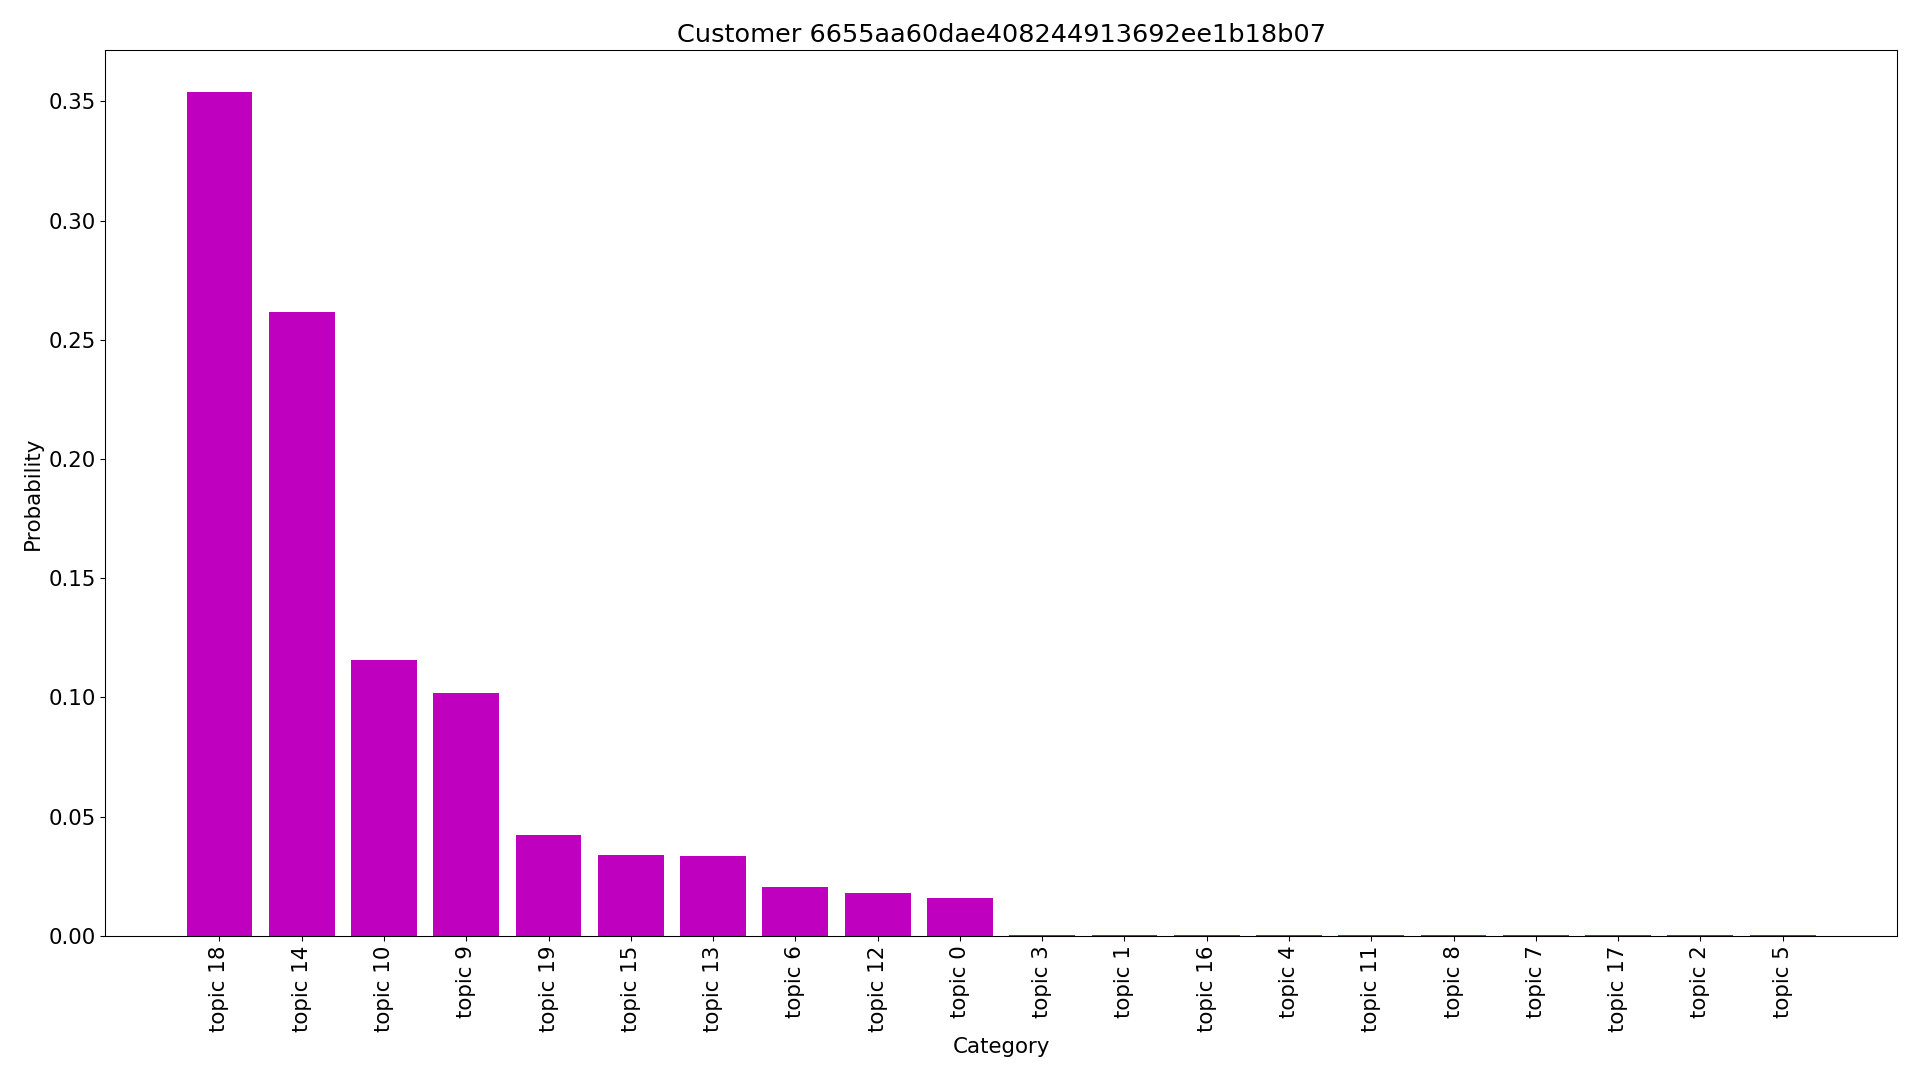 Customer 6655aa60dae408244913692ee1b18b07
Probability
0.35
0.30
0.25
0.20
0.15
0.10
0.05
0.00
topic 18
topic 14
topic 10
topic 9
topic 19
topic 15
topic 13
topic 6
topic 12
topic 0
topic 3
topic 1
topic 16
topic 4
topic 11
topic 8
topic 7
topic 17
topic 2
topic 5
Category